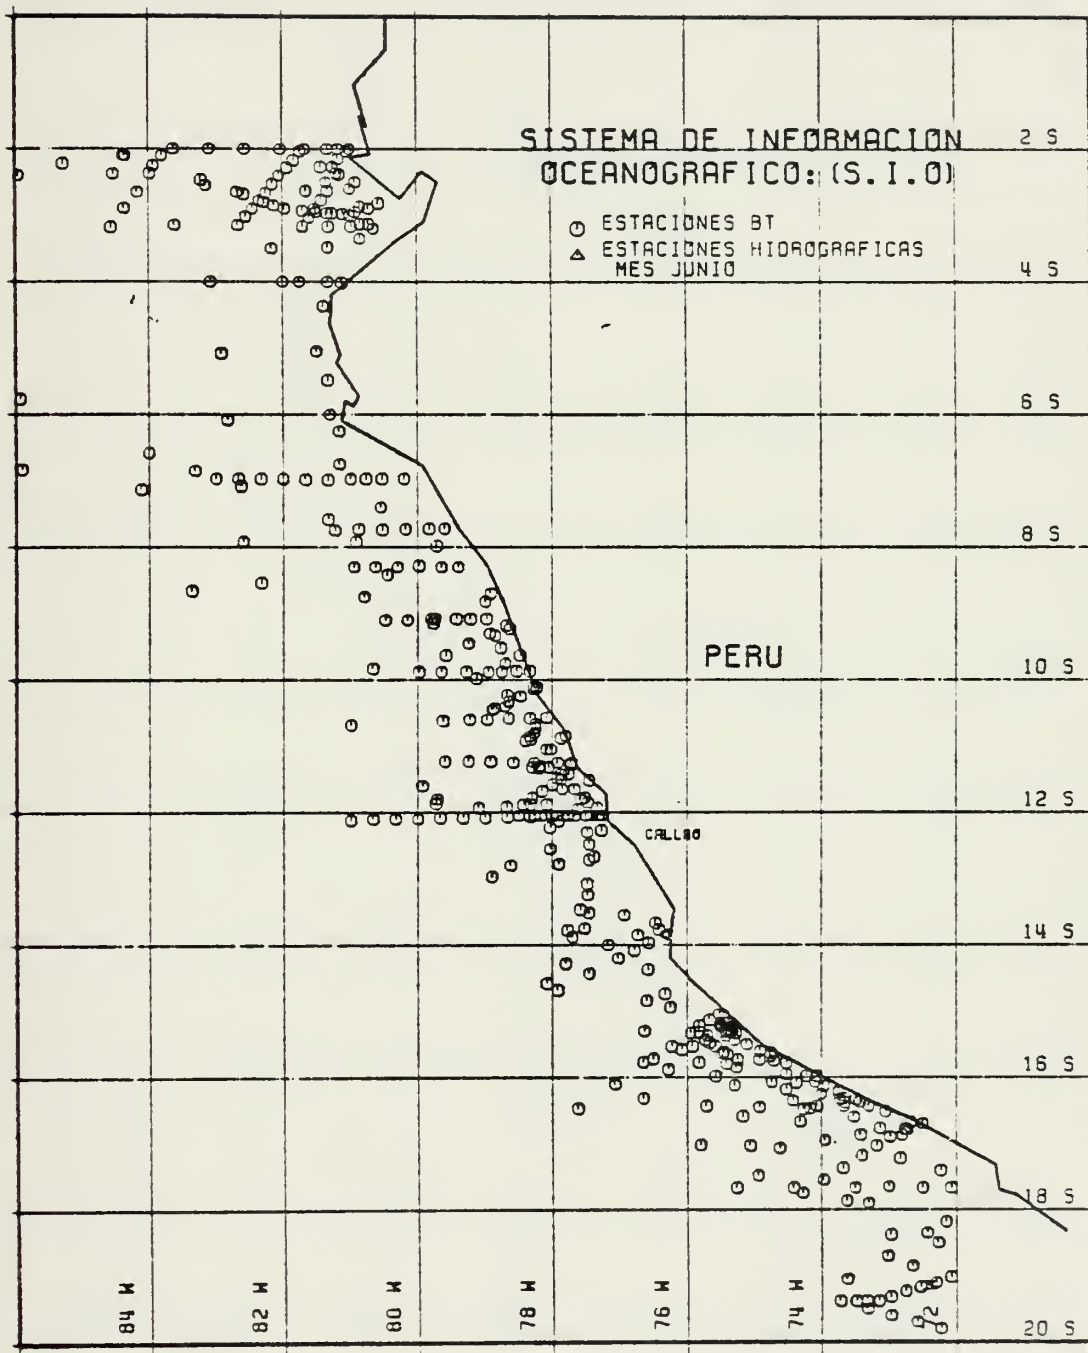 SISTEMA DE INFORMACION
OCEANOGRAFICO: (S.I.O)
ESTACIONES BT
ESTACIONES HIDROGRAFICAS
MES JUNIO
2 S
4 S
6 S
8 S
PERU
10 S
12 S
CALLAO
14 S
16 S
18 S
84 W
82 W
80 W
78 W
76 W
74 W
72 W
20 S